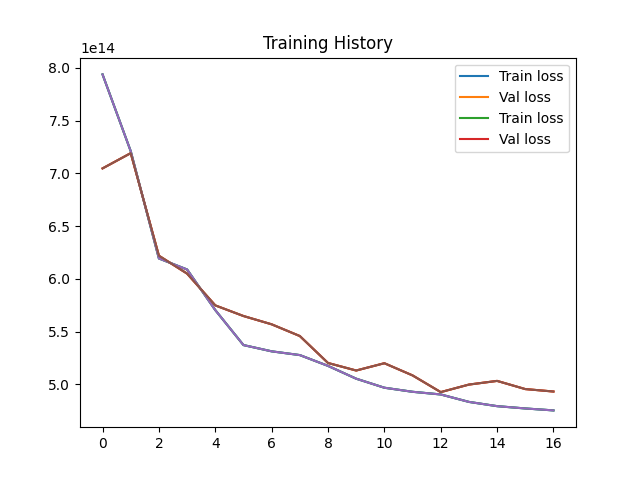 Training History
1e14
8.0
7.5
7.0
6.5
6.0
5.5
5.0
0 2 4 6 8 10 12 14 16
Train loss
Val loss
Train loss
Val loss